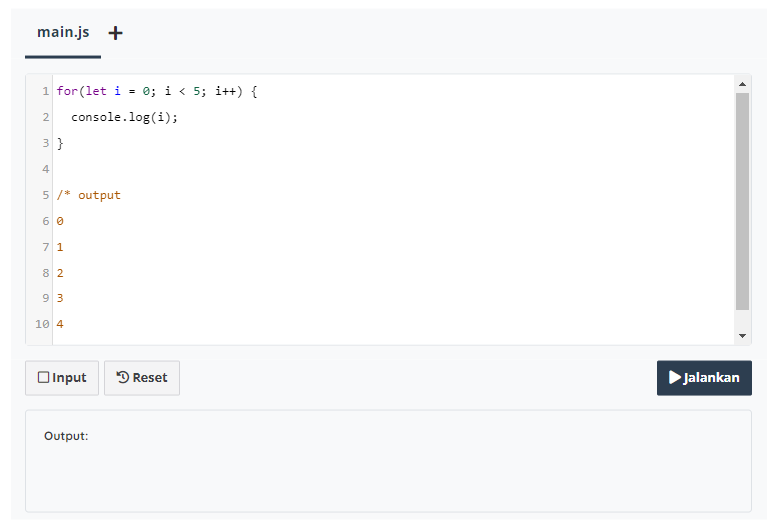 main.js +
1 for(let i = 0; i < 5; i++) {
2   console.log(i);
3 }
4
5 /* output
6 0
7 1
8 2
9 3
10 4
Input Reset Jalankan
Output: